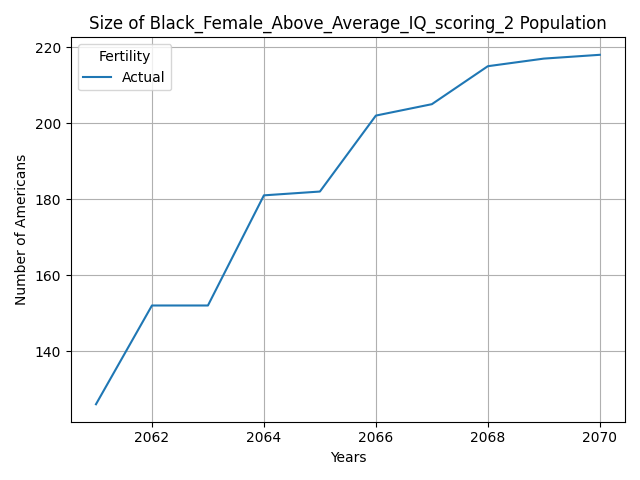 Size of Black_Female_Above_Average_IQ_scoring_2 Population
Fertility
Actual
Number of Americans
220
200
180
160
140
2062 2064 2066 2068 2070
Years